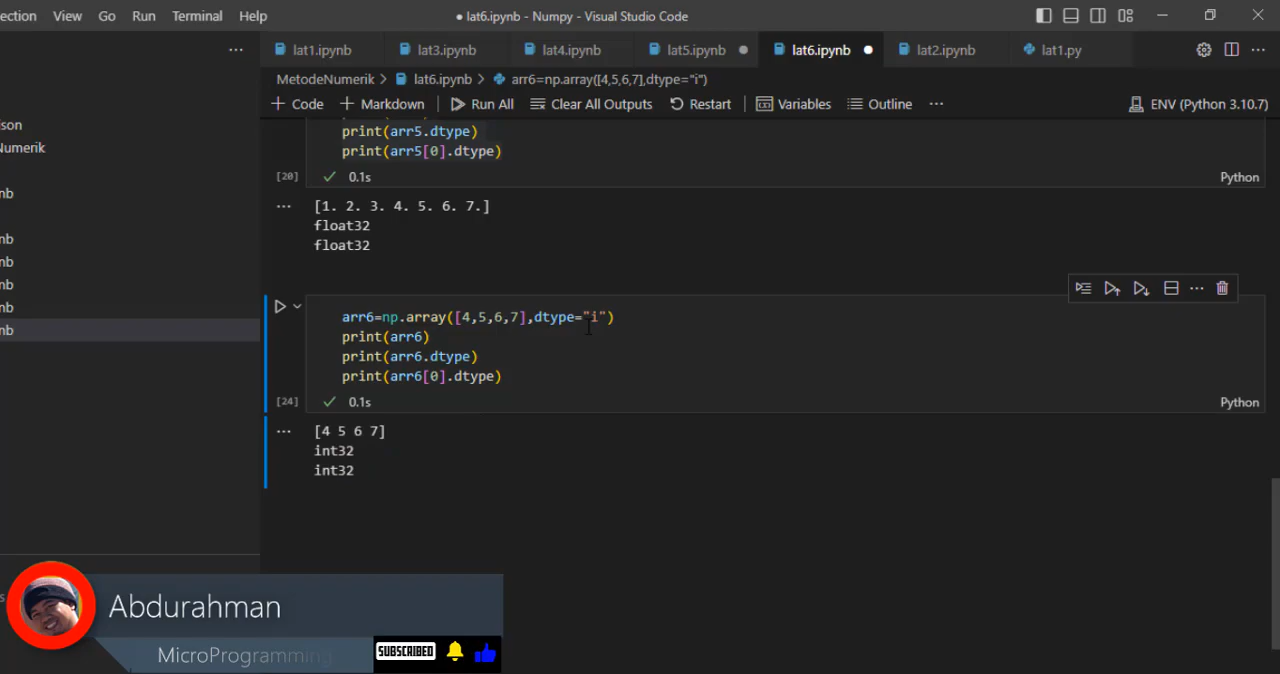 ection View Go Run Terminal Help
● lat6.ipynb - Numpy - Visual Studio Code
lat1.ipynb lat3.ipynb lat4.ipynb lat5.ipynb ● lat6.ipynb ● lat2.ipynb lat1.py
MetodeNumerik > lat6.ipynb > arr6=np.array([4,5,6,7],dtype="i")
+ Code + Markdown | Run All Clear All Outputs Restart | Variables Outline ... ENV (Python 3.10.7)
son
Numerik
nb
nb
nb
nb
nb
nb
print(arr5.dtype)
print(arr5[0].dtype)
[20] ✓ 0.1s Python
[1. 2. 3. 4. 5. 6. 7.]
float32
float32
arr6=np.array([4,5,6,7],dtype="i")
print(arr6)
print(arr6.dtype)
print(arr6[0].dtype)
[24] ✓ 0.1s Python
[4 5 6 7]
int32
int32
Abdurahman
MicroProgramming
SUBSCRIBED